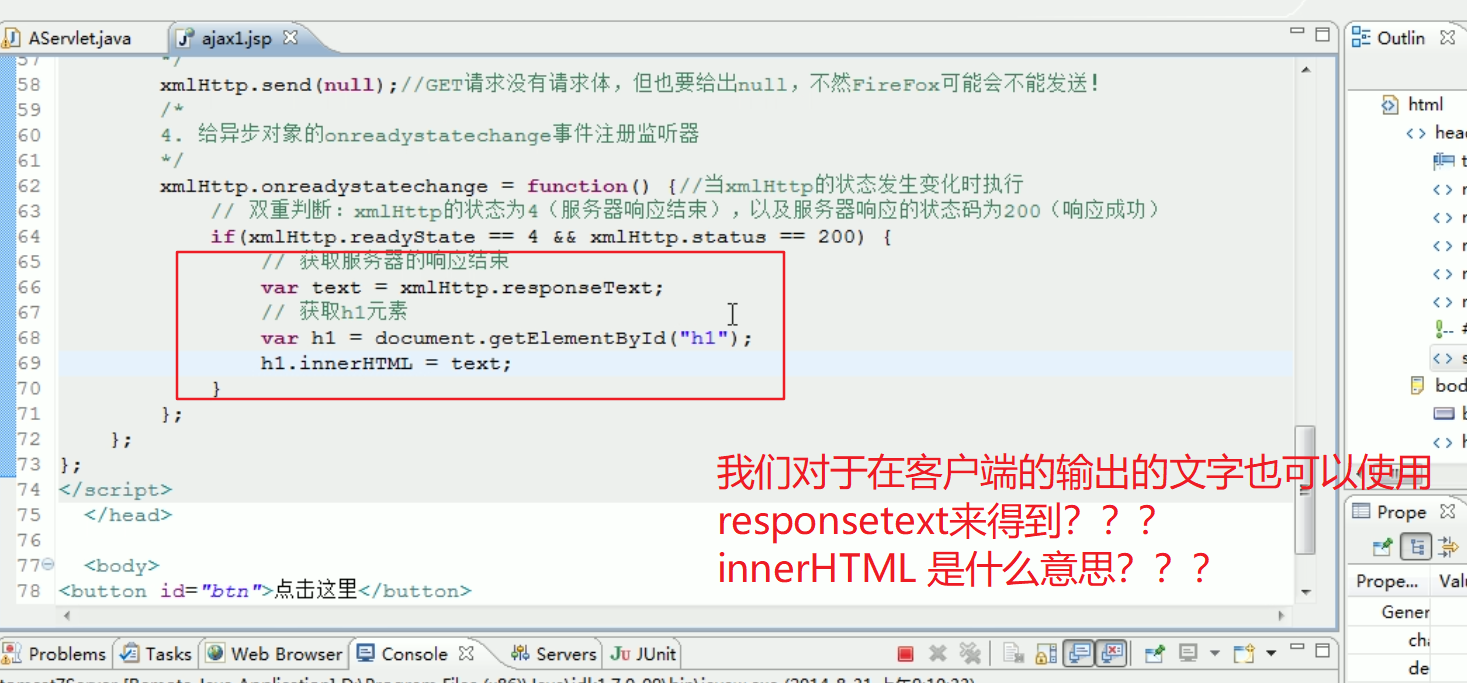 AServlet.java
ajax1.jsp
Outlin
57 */
58 xmlHttp.send(null);//GET请求没有请求体，但也要给出null，不然FireFox可能会不能发送！
59 /*
60 4. 给异步对象的onreadystatechange事件注册监听器
61 */
62 xmlHttp.onreadystatechange = function() {//当xmlHttp的状态发生变化时执行
63 // 双重判断：xmlHttp的状态为4（服务器响应结束），以及服务器响应的状态码为200（响应成功）
64 if(xmlHttp.readyState == 4 && xmlHttp.status == 200) {
65 // 获取服务器的响应结束
66 var text = xmlHttp.responseText;
67 // 获取h1元素
68 var h1 = document.getElementById("h1");
69 h1.innerHTML = text;
70 }
71 };
72 };
73 };
74 </script>
75 </head>
76
77 <body>
78 <button id="btn">点击这里</button>
我们对于在客户端的输出的文字也可以使用
responsetext来得到？？？
innerHTML 是什么意思？？？
html
head
body
Prope
Prope...
Valu
Gener
cha
de
Problems
Tasks
Web Browser
Console
Servers
JUnit